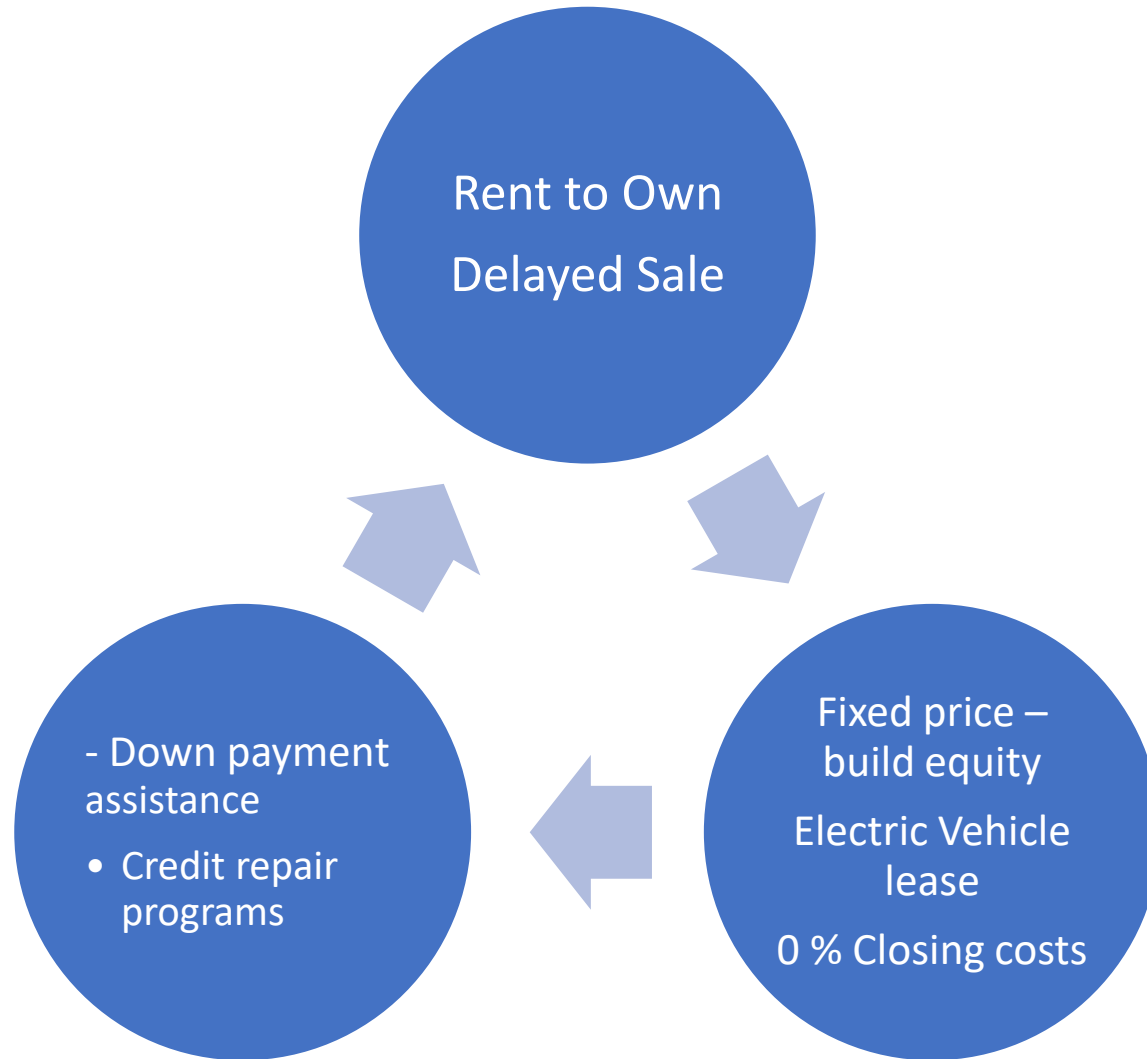 Rent to Own
Delayed Sale
Fixed price –
build equity
Electric Vehicle
lease
0 % Closing costs
- Down payment
assistance
• Credit repair
programs